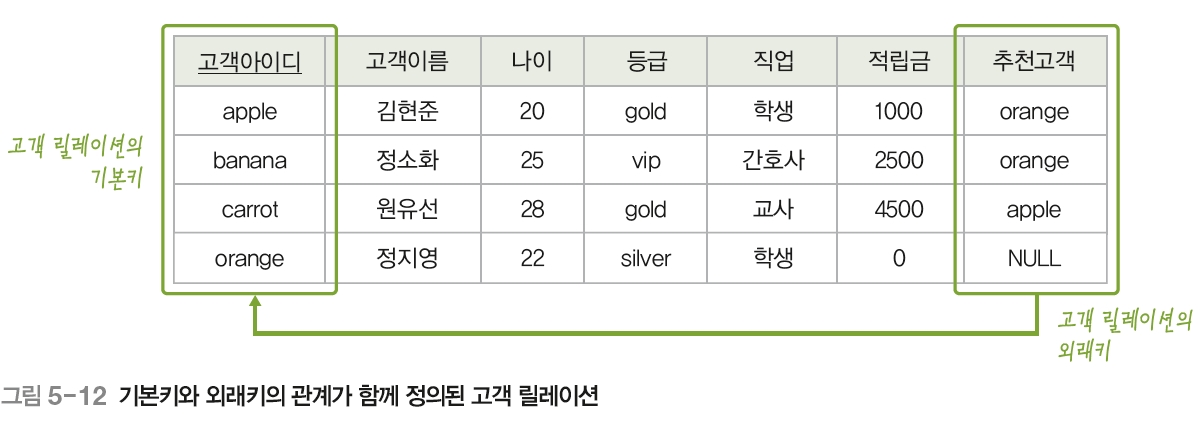 고객아이디 고객이름 나이 등급 직업 적립금 추천고객
apple 김현준 20 gold 학생 1000 orange
고객 릴레이션의
기본키
banana 정소화 25 vip 간호사 2500 orange
carrot 원유선 28 gold 교사 4500 apple
orange 정지영 22 silver 학생 0 NULL
고객 릴레이션의
외래키
그림 5-12 기본키와 외래키의 관계가 함께 정의된 고객 릴레이션